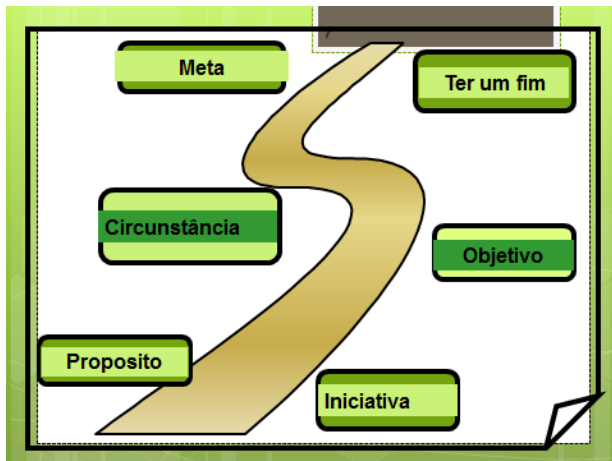 Meta
Ter um fim
Circunstância
Objetivo
Proposito
Iniciativa